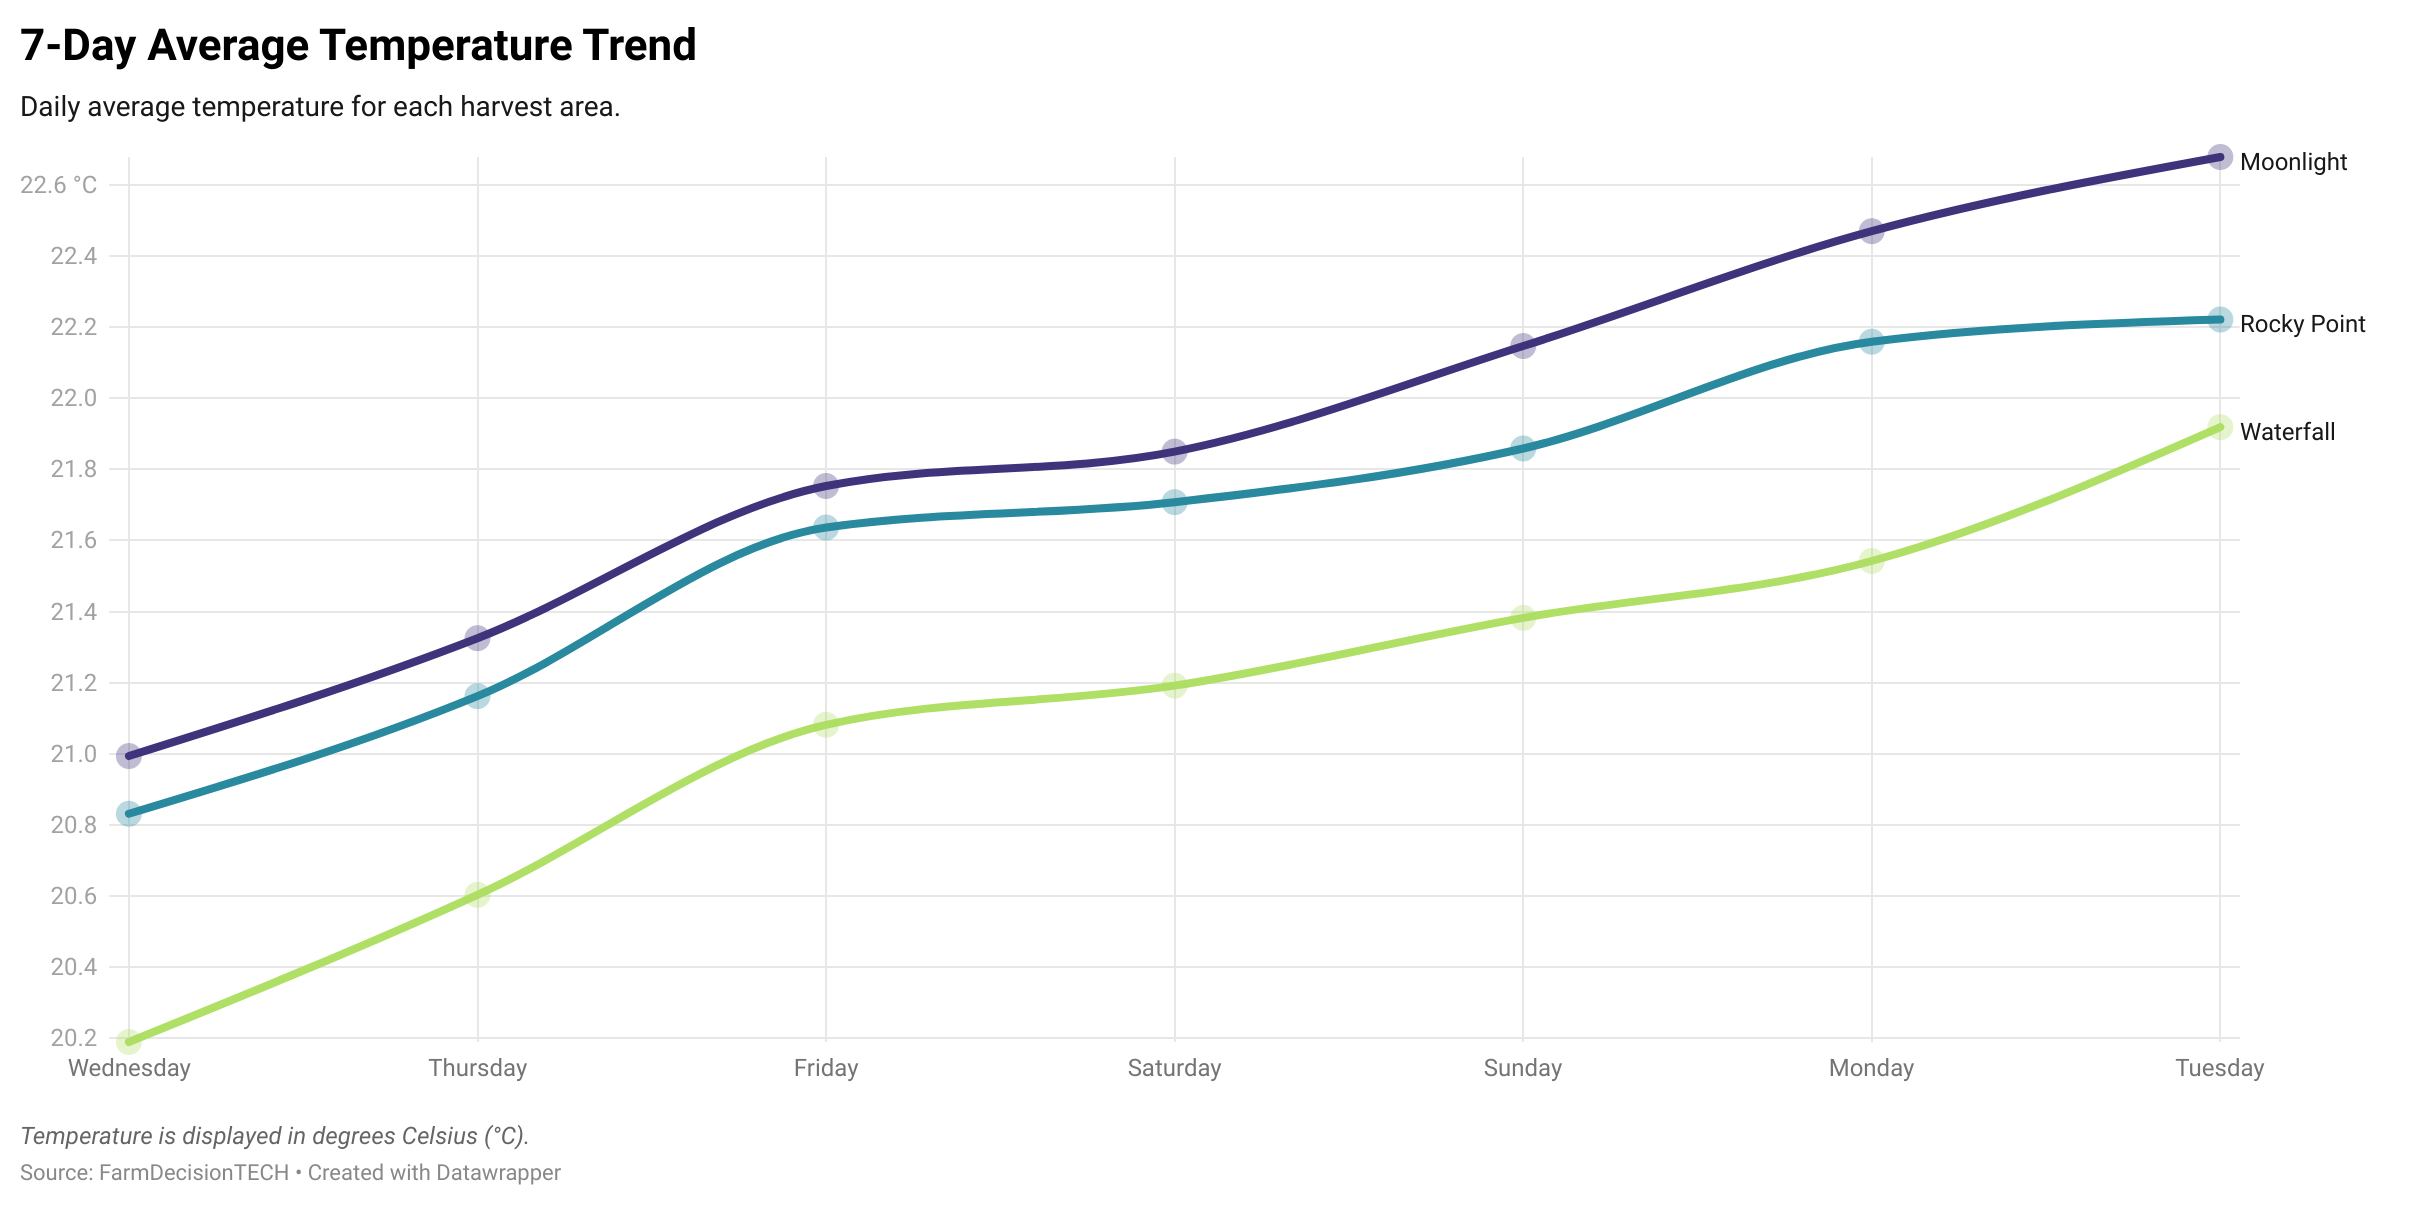 7-Day Average Temperature Trend
Daily average temperature for each harvest area.
22.6 °C
22.4
22.2
22.0
21.8
21.6
21.4
21.2
21.0
20.8
20.6
20.4
20.2
Moonlight
Rocky Point
Waterfall
Wednesday Thursday Friday Saturday Sunday Monday Tuesday
Temperature is displayed in degrees Celsius (°C).
Source: FarmDecisionTECH • Created with Datawrapper